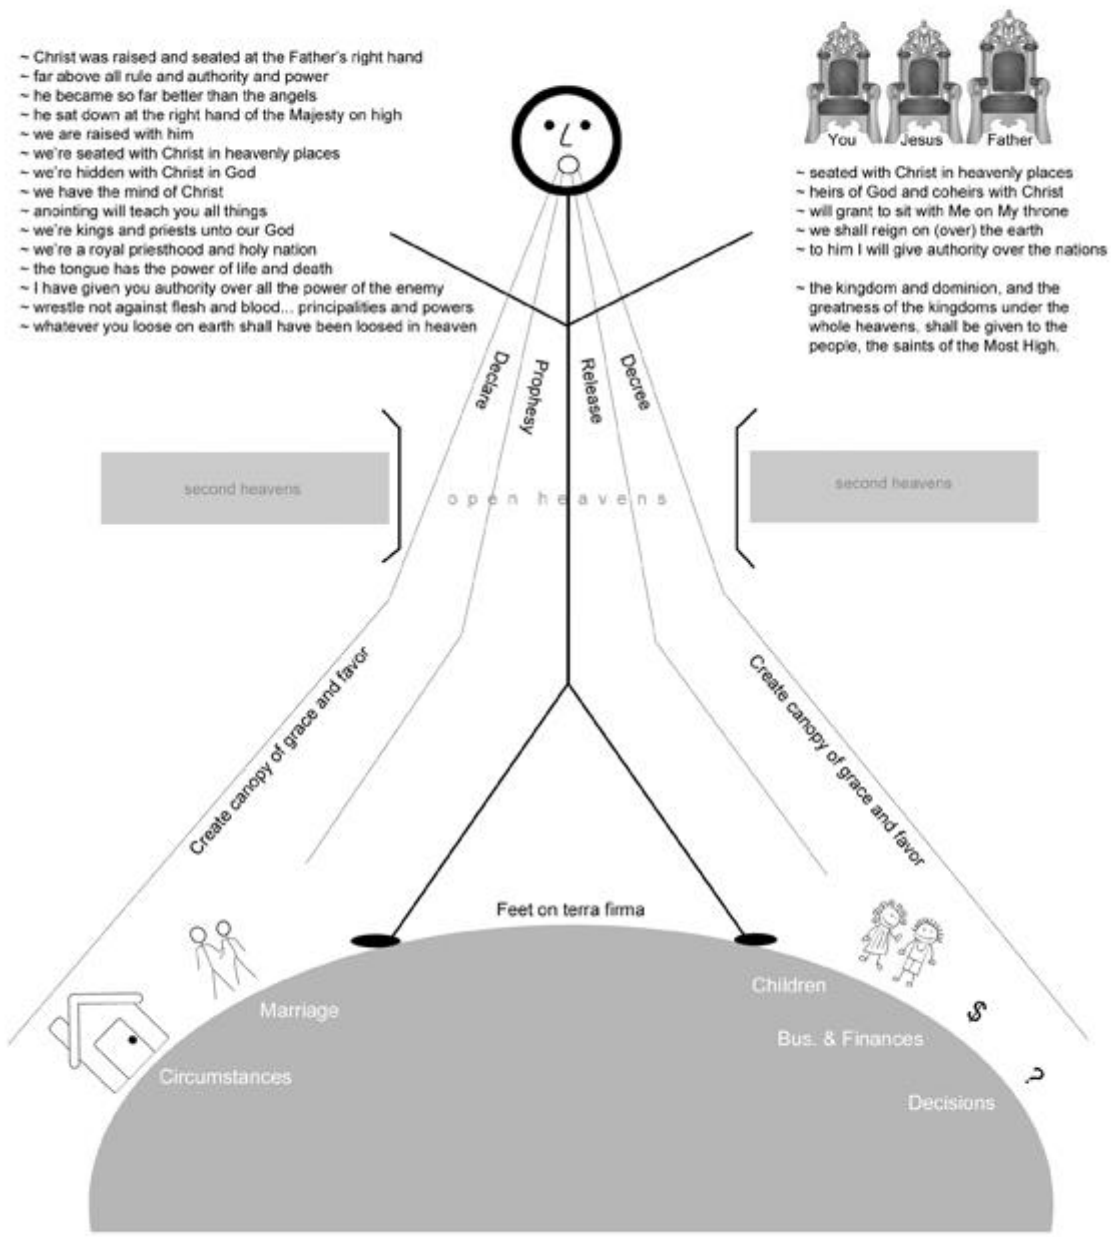 ~ Christ was raised and seated at the Father's right hand
~ far above all rule and authority and power
~ he became so far better than the angels
~ he sat down at the right hand of the Majesty on high
~ we are raised with him
~ we're seated with Christ in heavenly places
~ we're hidden with Christ in God
~ we have the mind of Christ
~ anointing will teach you all things
~ we're kings and priests unto our God
~ we're a royal priesthood and holy nation
~ the tongue has the power of life and death
~ I have given you authority over all the power of the enemy
~ wrestle not against flesh and blood... principalities and powers
~ whatever you loose on earth shall have been loosed in heaven
You Jesus Father
~ seated with Christ in heavenly places
~ heirs of God and coheirs with Christ
~ will grant to sit with Me on My throne
~ we shall reign on (over) the earth
~ to him I will give authority over the nations
~ the kingdom and dominion, and the
greatness of the kingdoms under the
whole heavens, shall be given to the
people, the saints of the Most High.
Declare
Prophesy
Release
Decree
second heavens
open heavens
second heavens
Create canopy of grace and favor
Create canopy of grace and favor
Feet on terra firma
Marriage
Circumstances
Children
$
Bus. & Finances
?
Decisions